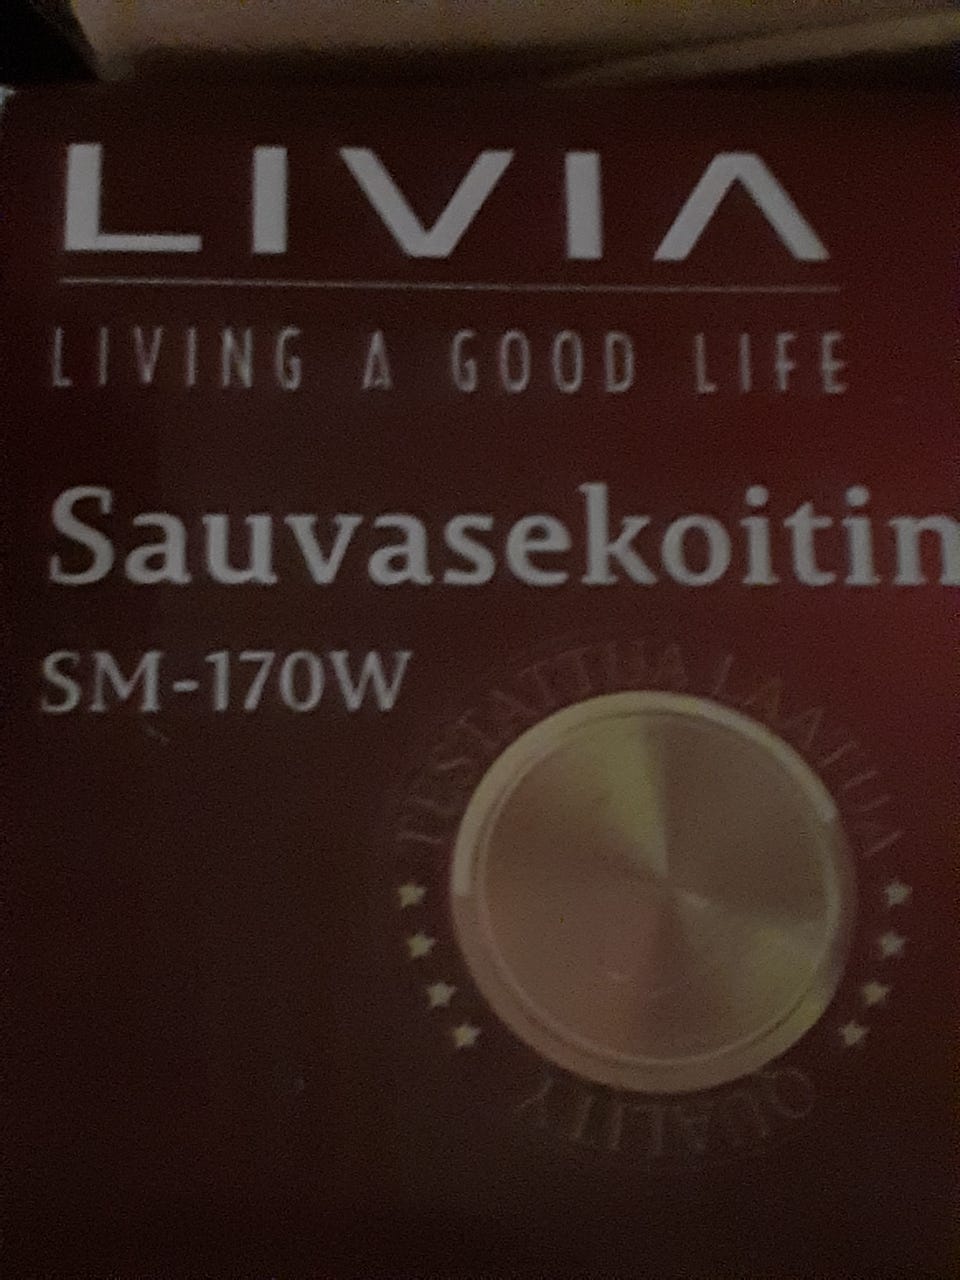 LIVIA
LIVING A GOOD LIFE
Sauvasekoitin
SM-170W
TESTATTUA LAATUA
QUALITY